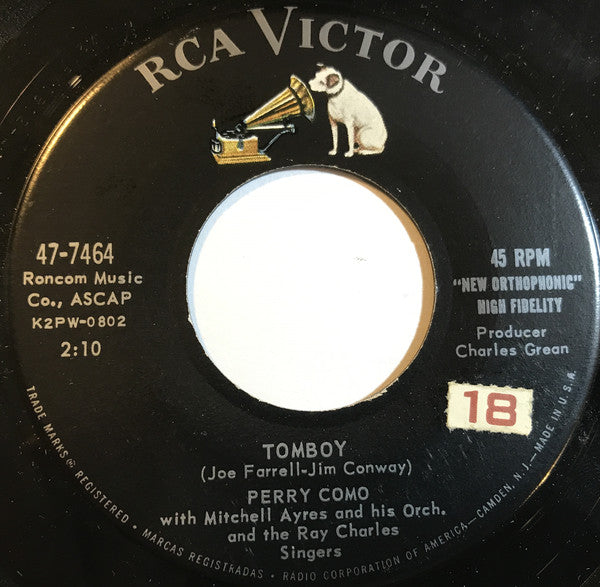 RCA VICTOR
47-7464
Roncom Music
Co., ASCAP
K2PW-0802
2:10
45 RPM
"NEW ORTHOPHONIC"
HIGH FIDELITY
Producer
Charles Grean
18
TOMBOY
(Joe Farrell-Jim Conway)
PERRY COMO
with Mitchell Ayres and his Orch.
and the Ray Charles
Singers
TRADE MARKS ® REGISTERED • MARCAS REGISTRADAS • RADIO CORPORATION OF AMERICA—CAMDEN, N.J.—MADE IN U.S.A.